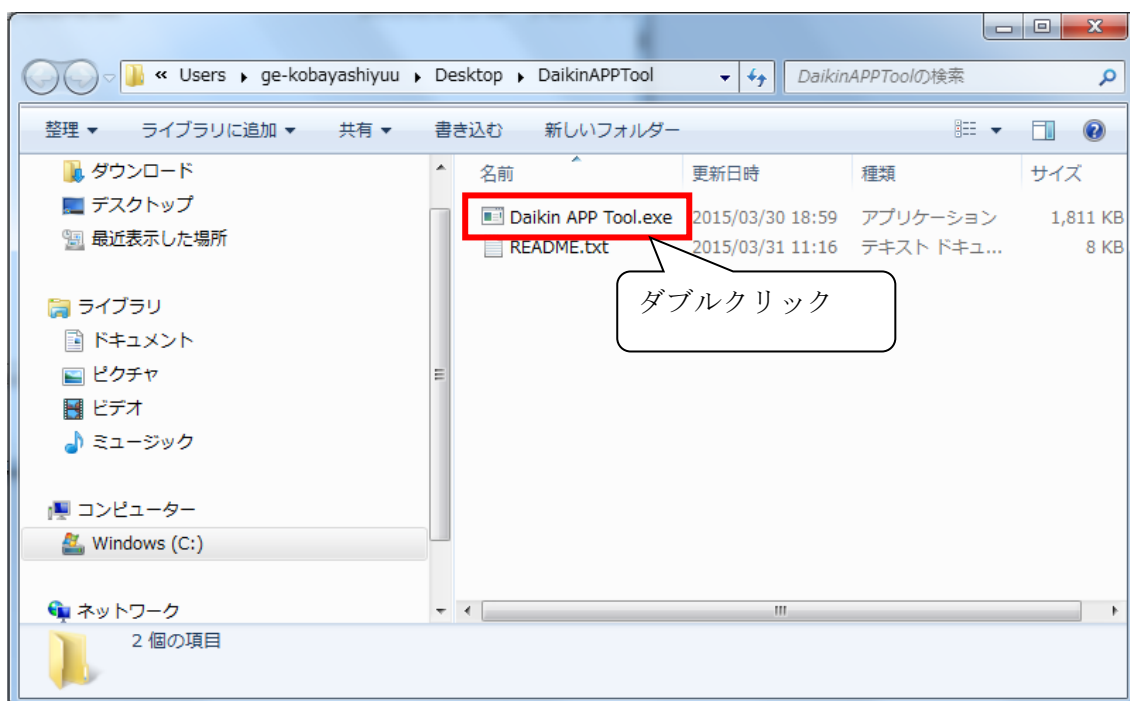 « Users ▸ ge-kobayashiyuu ▸ Desktop ▸ DaikinAPPTool
DaikinAPPToolの検索
整理 ▼ ライブラリに追加 ▼ 共有 ▼ 書き込む 新しいフォルダー
ダウンロード
デスクトップ
最近表示した場所
ライブラリ
ドキュメント
ピクチャ
ビデオ
ミュージック
コンピューター
Windows (C:)
ネットワーク
名前 更新日時 種類 サイズ
Daikin APP Tool.exe 2015/03/30 18:59 アプリケーション 1,811 KB
README.txt 2015/03/31 11:16 テキスト ドキュ... 8 KB
ダブルクリック
2 個の項目